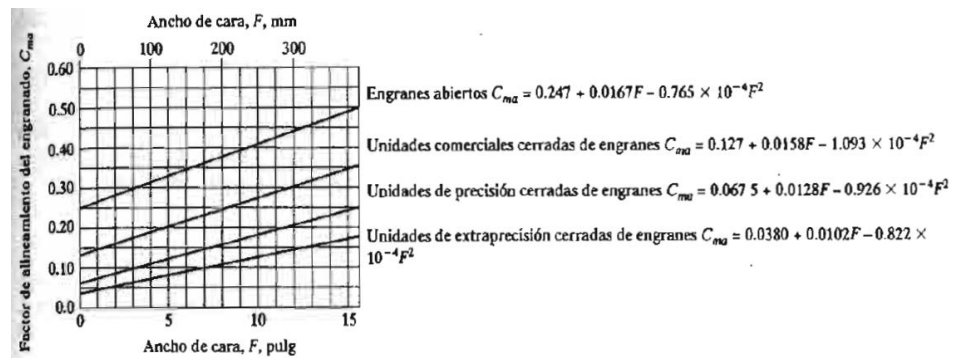 Ancho de cara, F, mm
0 100 200 300
Factor de alineamiento del engranado, Cma
0.60
0.50
0.40
0.30
0.20
0.10
0.0
Engranes abiertos Cma = 0.247 + 0.0167F – 0.765 × 10⁻⁴F²
Unidades comerciales cerradas de engranes Cma = 0.127 + 0.0158F – 1.093 × 10⁻⁴F²
Unidades de precisión cerradas de engranes Cma = 0.067 5 + 0.0128F – 0.926 × 10⁻⁴F²
Unidades de extraprecisión cerradas de engranes Cma = 0.0380 + 0.0102F – 0.822 ×
10⁻⁴F²
0 5 10 15
Ancho de cara, F, pulg